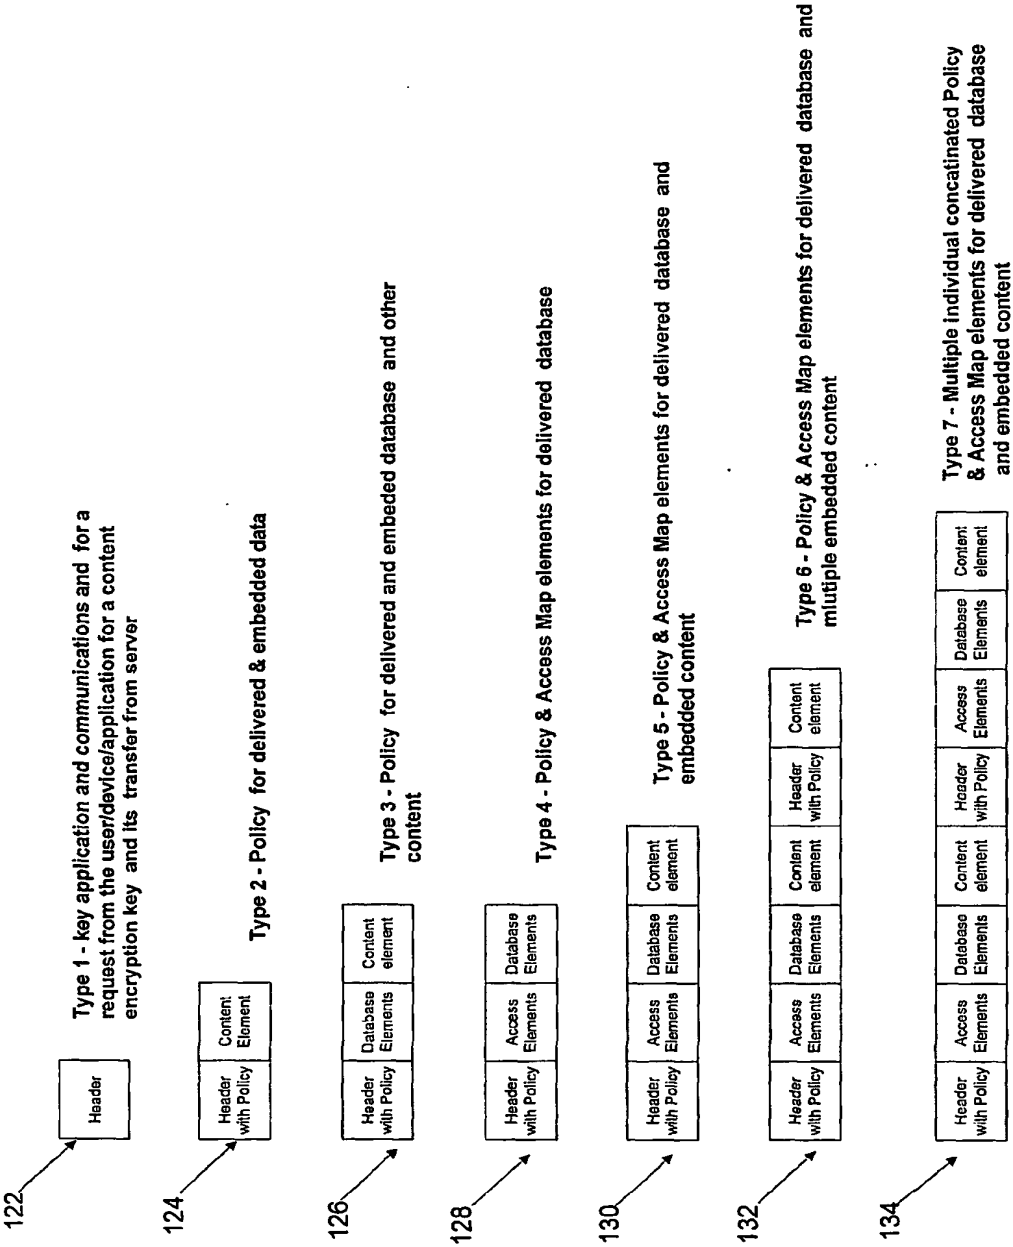 122
Header
Type 1 - key application and communications and for a
request from the user/device/application for a content
encryption key and its transfer from server
124
Header
with Policy
Content
Element
Type 2 - Policy for delivered & embedded data
126
Header
with Policy
Database
Elements
Content
element
Type 3 - Policy for delivered and embeded database and other
content
128
Header
with Policy
Access
Elements
Database
Elements
Type 4 - Policy & Access Map elements for delivered database
130
Header
with Policy
Access
Elements
Database
Elements
Content
element
Type 5 - Policy & Access Map elements for delivered database and
embedded content
132
Header
with Policy
Access
Elements
Database
Elements
Content
element
Header
with Policy
Content
element
Type 6 - Policy & Access Map elements for delivered database and
mlutiple embedded content
134
Header
with Policy
Access
Elements
Database
Elements
Content
element
Header
with Policy
Access
Elements
Database
Elements
Content
element
Type 7 - Multiple individual concatinated Policy
& Access Map elements for delivered database
and embedded content